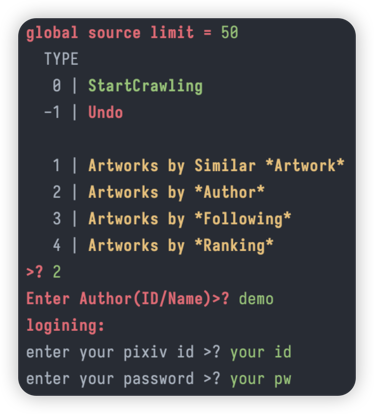 global source limit = 50
TYPE
0 | StartCrawling
-1 | Undo
1 | Artworks by Similar *Artwork*
2 | Artworks by *Author*
3 | Artworks by *Following*
4 | Artworks by *Ranking*
>? 2
Enter Author(ID/Name)>? demo
logining:
enter your pixiv id >? your id
enter your password >? your pw